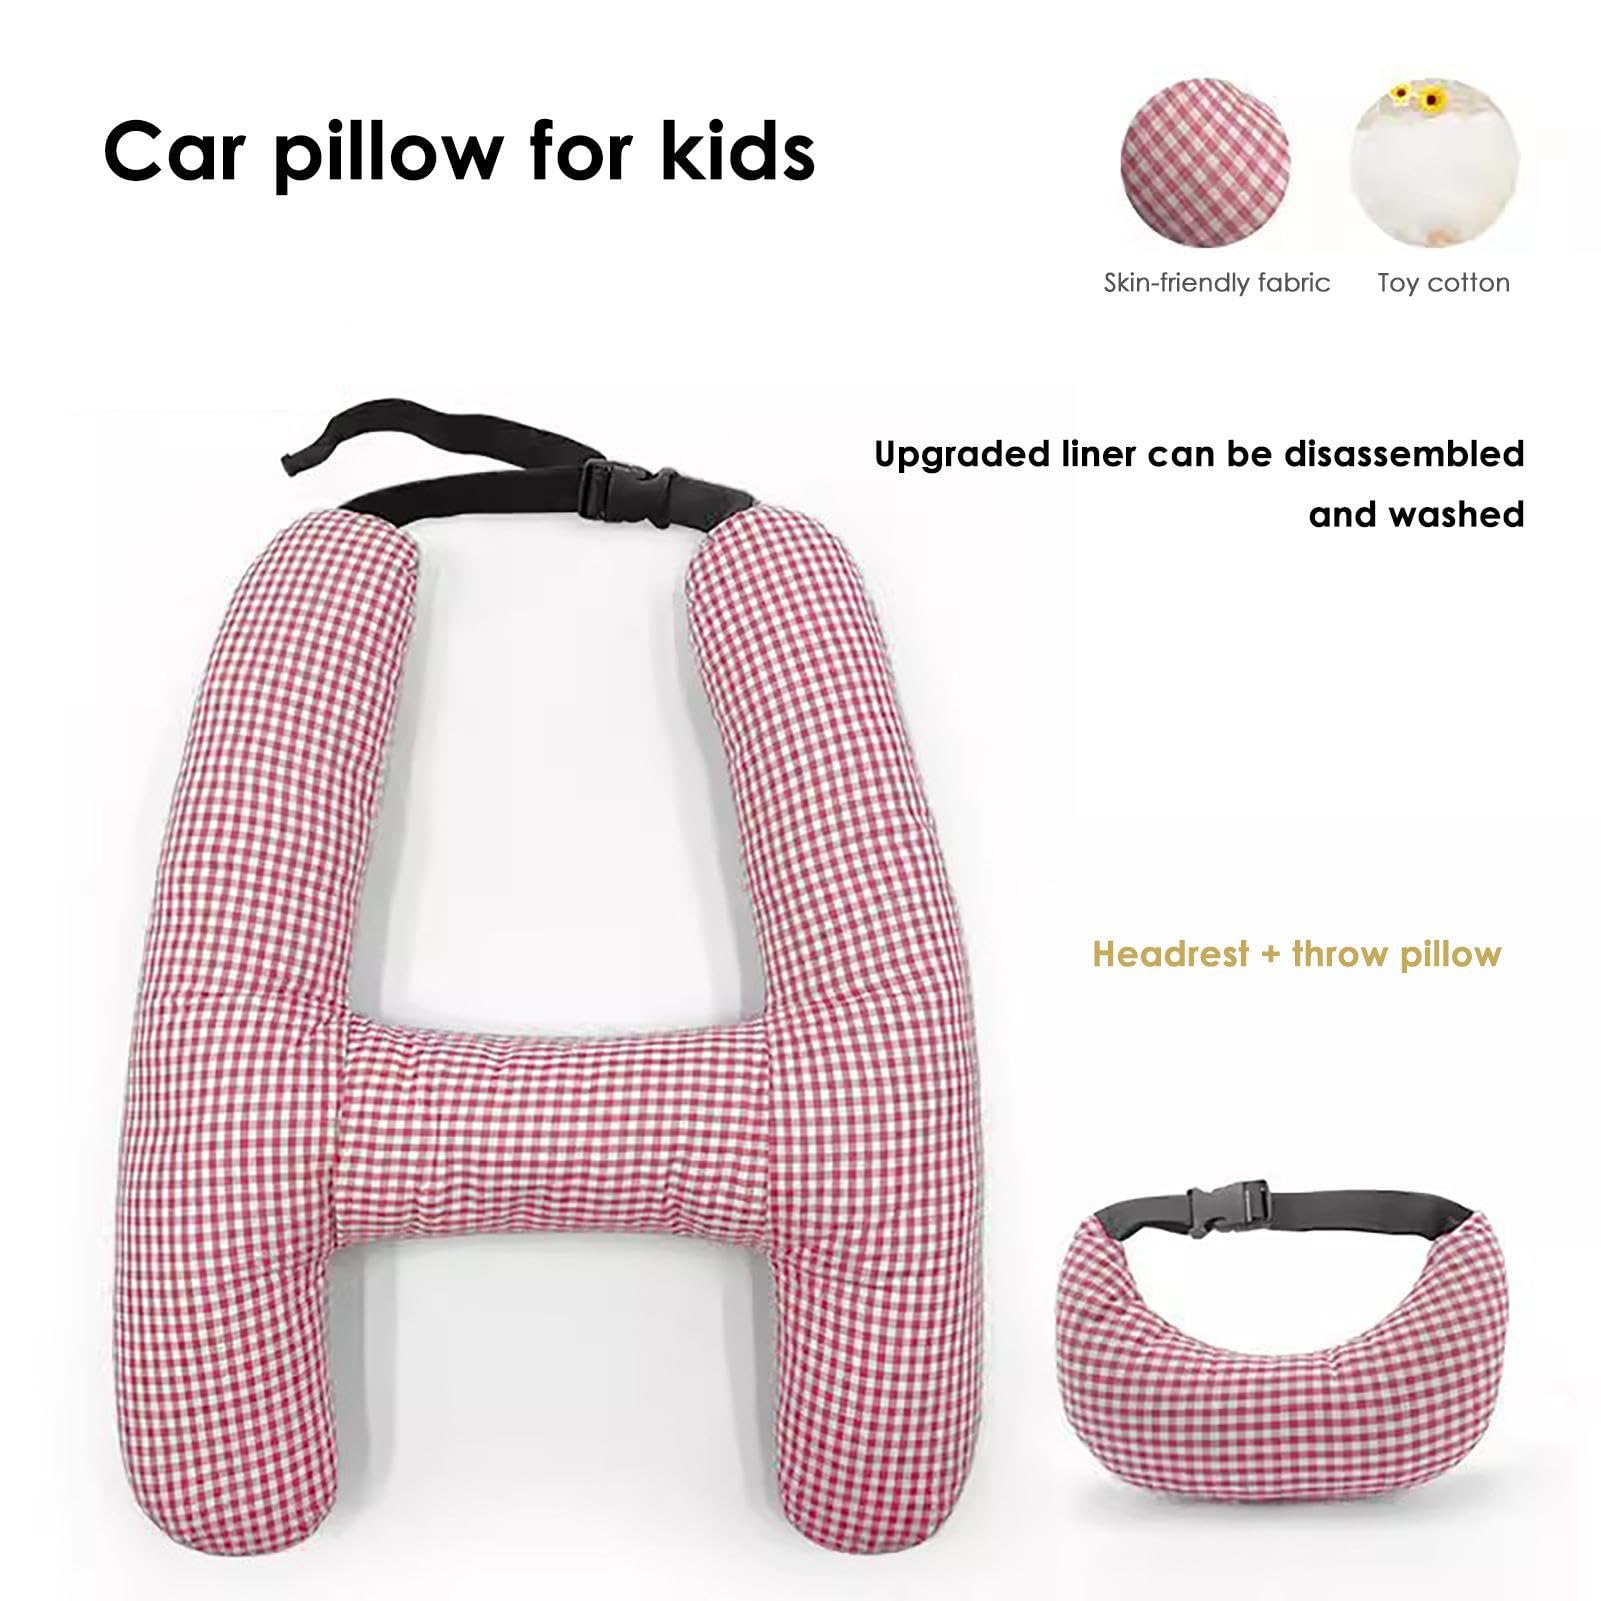 Car pillow for kids
Skin-friendly fabric
Toy cotton
Upgraded liner can be disassembled
and washed
Headrest + throw pillow